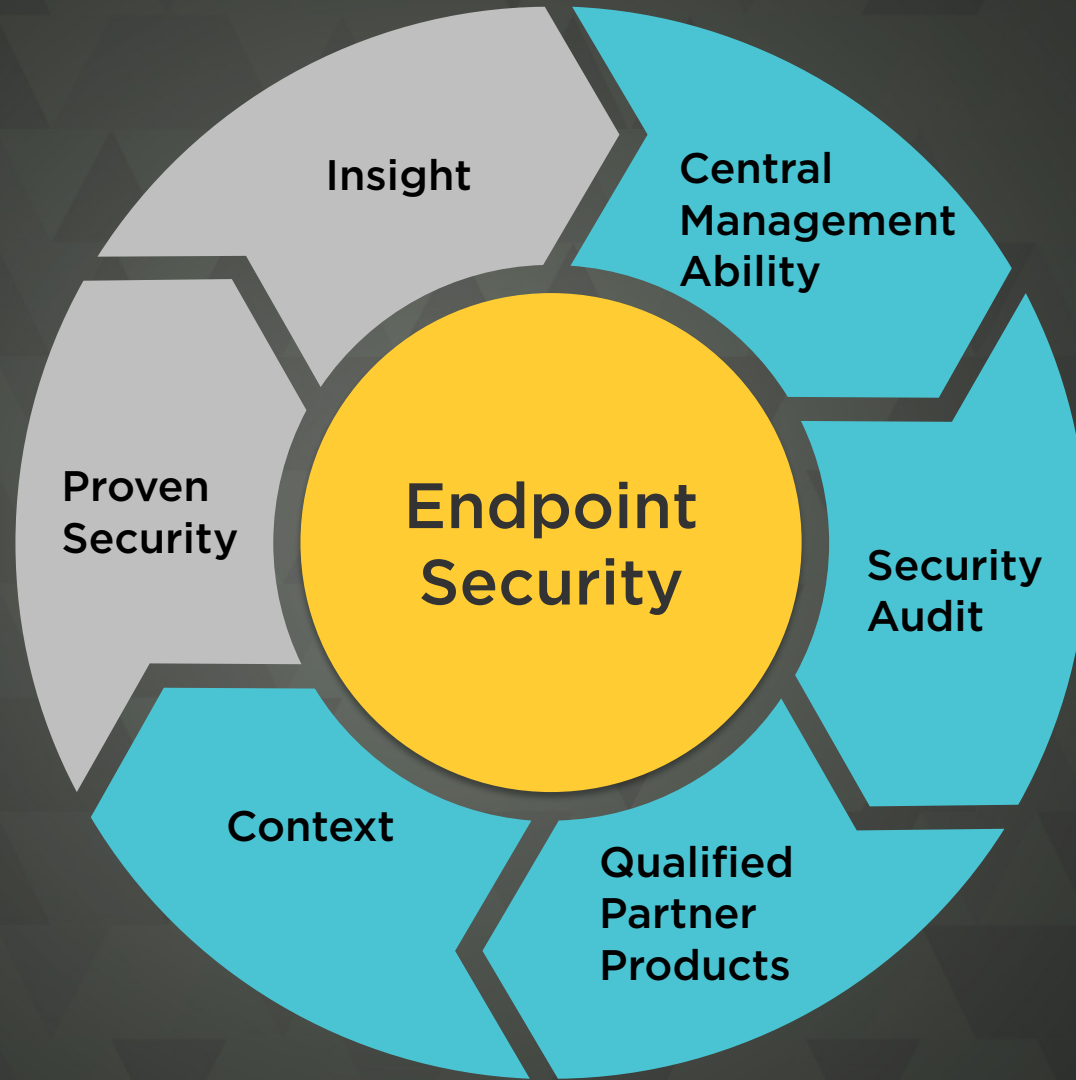 Insight
Central
Management
Ability
Proven
Security
Endpoint
Security
Security
Audit
Context
Qualified
Partner
Products